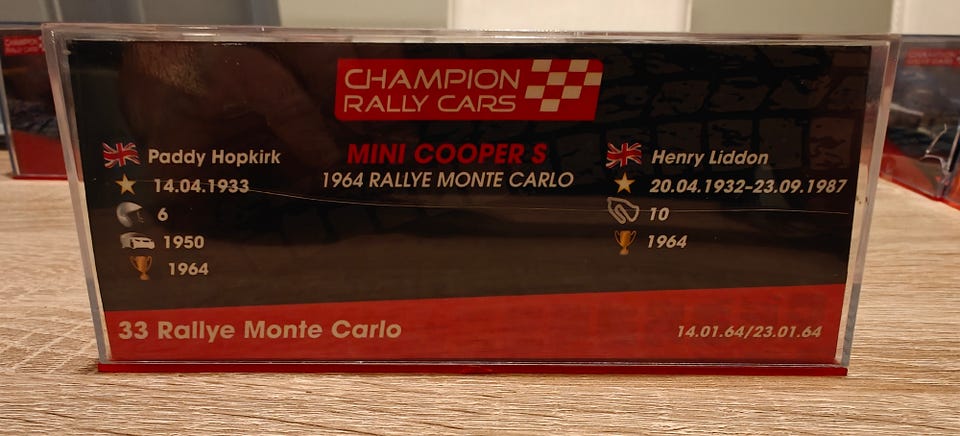 CHAMPION
RALLY CARS
Paddy Hopkirk
14.04.1933
6
1950
1964
MINI COOPER S
1964 RALLYE MONTE CARLO
Henry Liddon
20.04.1932-23.09.1987
10
1964
33 Rallye Monte Carlo
14.01.64/23.01.64